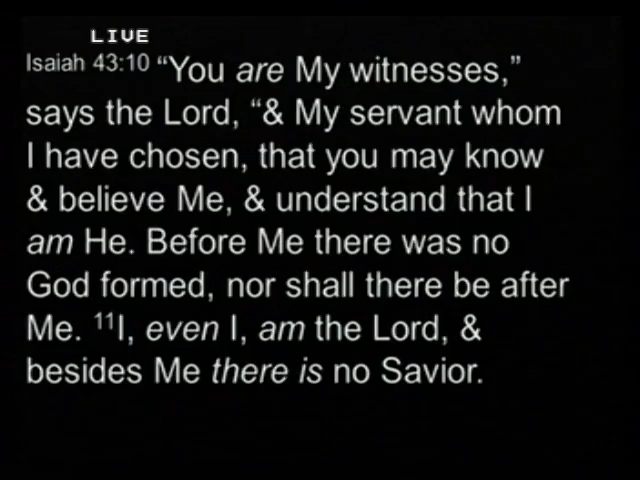 LIVE
Isaiah 43:10 “You are My witnesses,”
says the Lord, “& My servant whom
I have chosen, that you may know
& believe Me, & understand that I
am He. Before Me there was no
God formed, nor shall there be after
Me. ¹¹I, even I, am the Lord, &
besides Me there is no Savior.